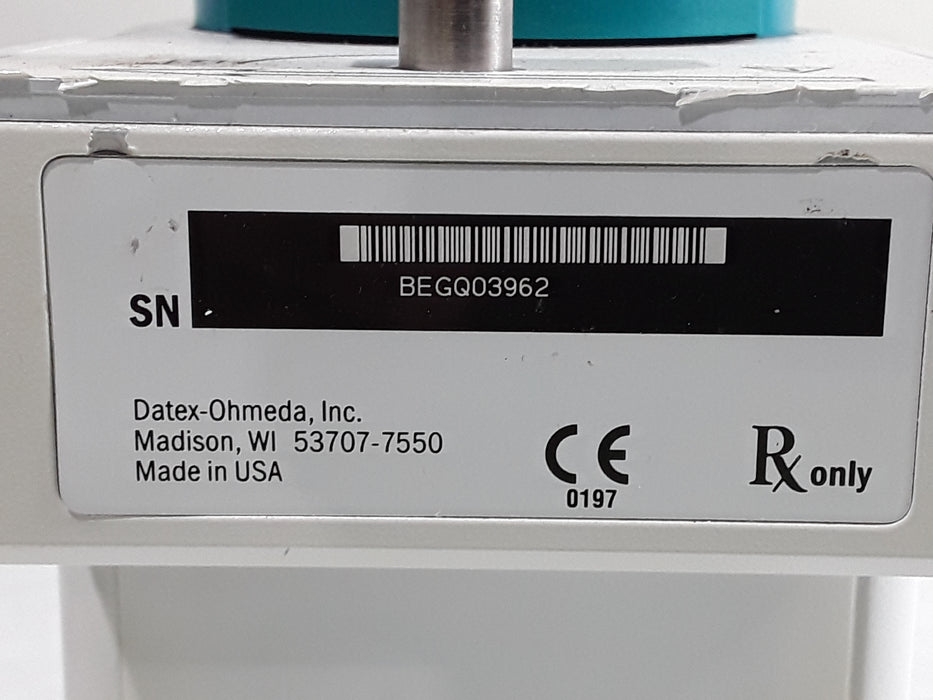 BEGQ03962
SN
Datex-Ohmeda, Inc.
Madison, WI 53707-7550
Made in USA
CE
0197
Rx only